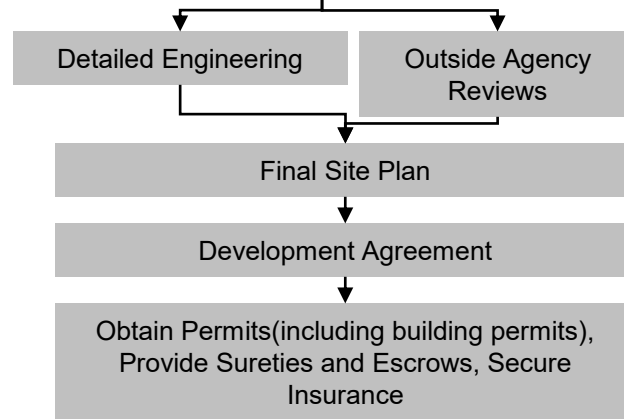 Detailed Engineering
Outside Agency
Reviews
Final Site Plan
Development Agreement
Obtain Permits(including building permits),
Provide Sureties and Escrows, Secure
Insurance